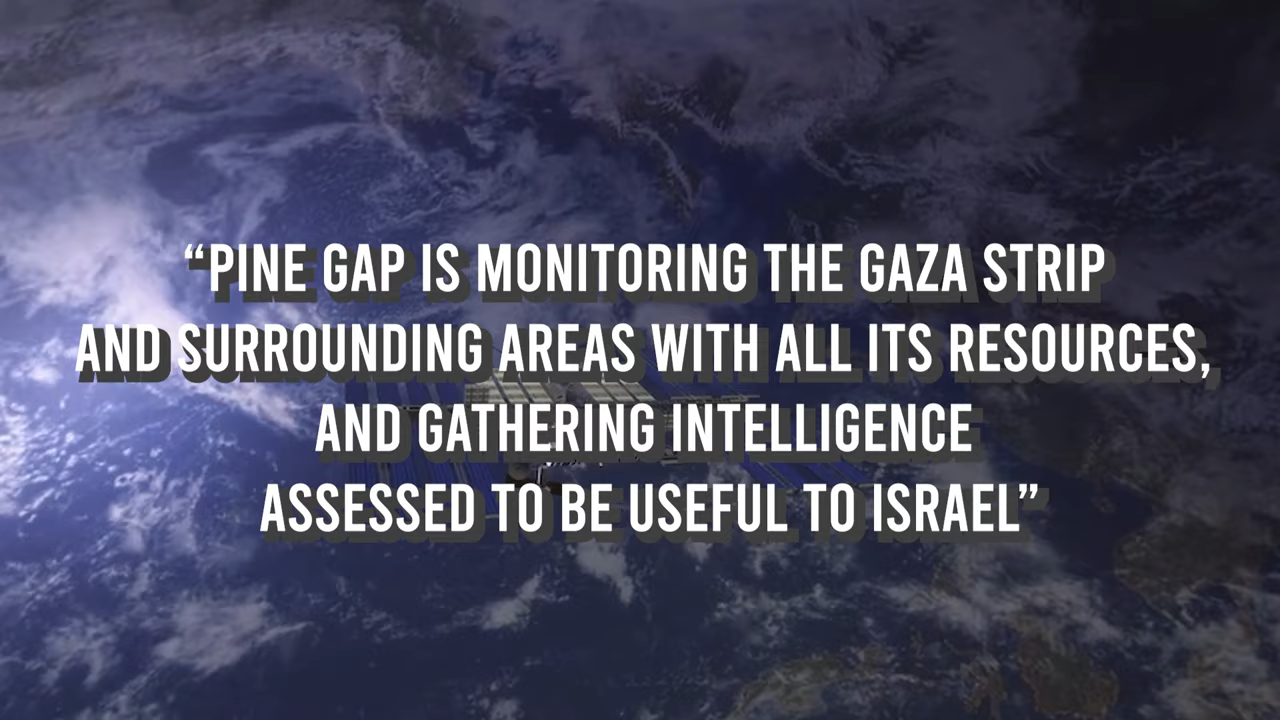 “PINE GAP IS MONITORING THE GAZA STRIP
AND SURROUNDING AREAS WITH ALL ITS RESOURCES,
AND GATHERING INTELLIGENCE
ASSESSED TO BE USEFUL TO ISRAEL”